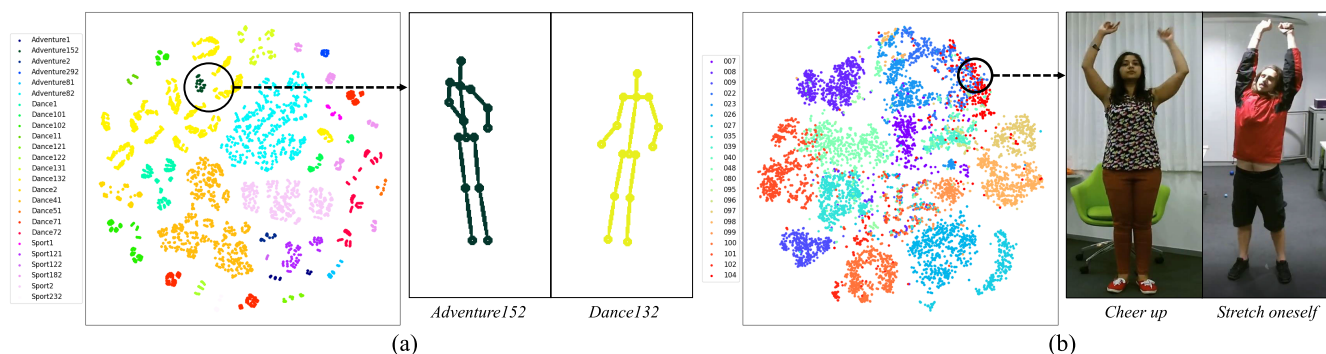 Adventure1
Adventure152
Adventure2
Adventure292
Adventure81
Adventure82
Dance1
Dance101
Dance102
Dance11
Dance121
Dance122
Dance131
Dance132
Dance2
Dance41
Dance51
Dance71
Dance72
Sport1
Sport121
Sport122
Sport182
Sport2
Sport232
Adventure152
Dance132
(a)
007
008
009
022
023
026
027
035
039
040
048
080
095
096
097
098
099
100
101
102
104
Cheer up
Stretch oneself
(b)